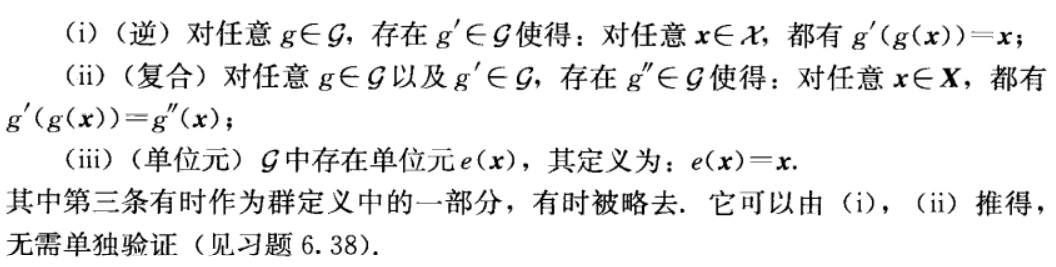 (i)(逆)对任意 g∈𝒢,存在 g′∈𝒢使得:对任意 x∈𝒳,都有 g′(g(x))=x;
(ii)(复合)对任意 g∈𝒢以及 g′∈𝒢,存在 g″∈𝒢使得:对任意 x∈X,都有
g′(g(x))=g″(x);
(iii)(单位元)𝒢中存在单位元 e(x),其定义为:e(x)=x.
其中第三条有时作为群定义中的一部分,有时被略去. 它可以由(i),(ii)推得,
无需单独验证(见习题 6.38).